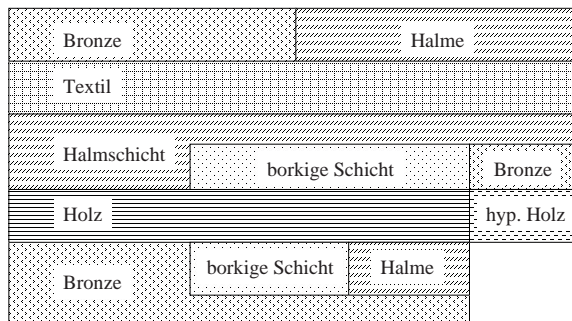 Bronze Halme
Textil
Halmschicht borkige Schicht Bronze
Holz hyp. Holz
borkige Schicht Halme
Bronze